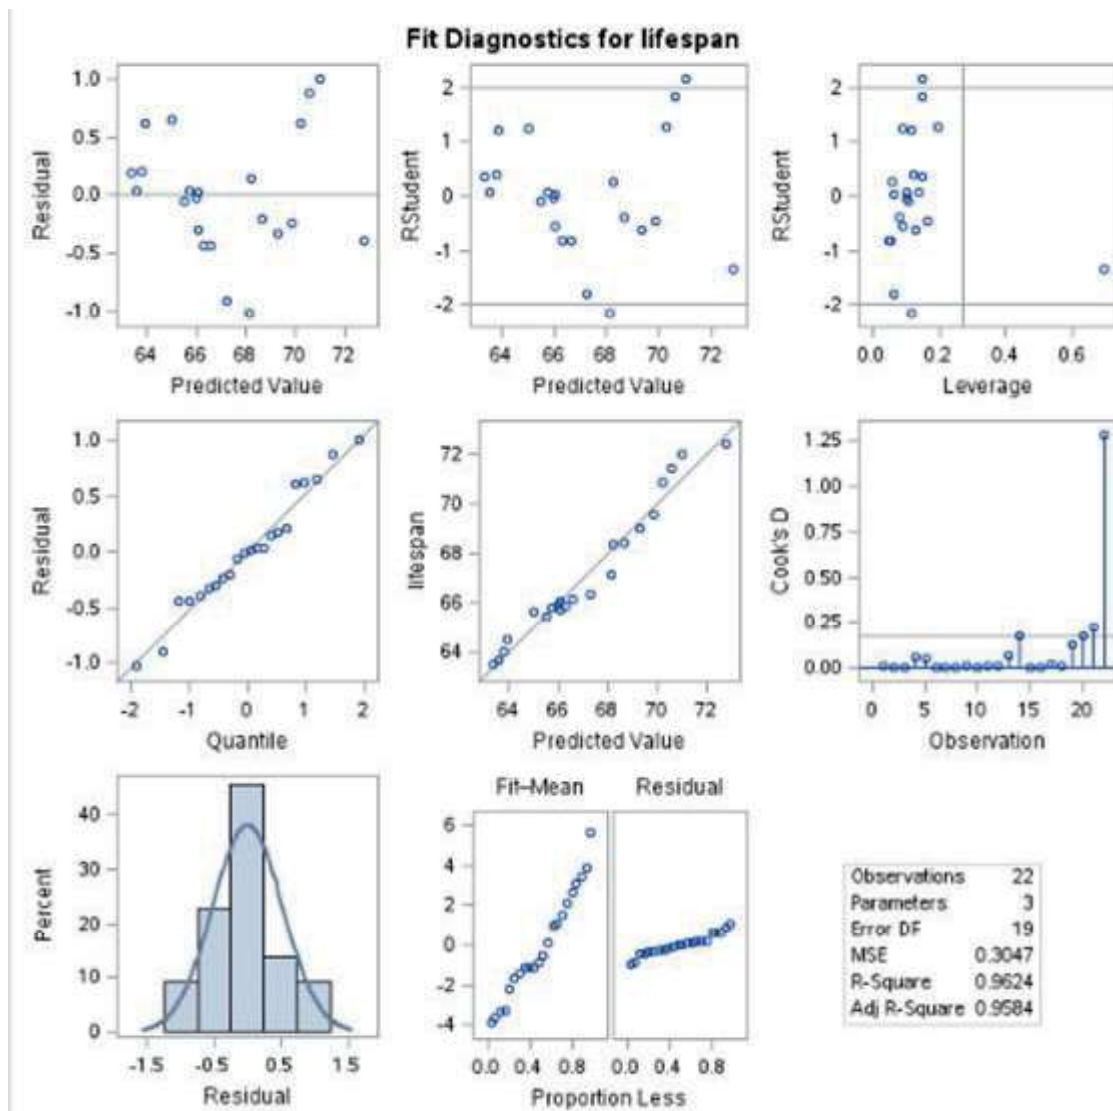 Fit Diagnostics for lifespan
1.0
0.5
0.0
-0.5
-1.0
Residual
64 66 68 70 72
Predicted Value
2
1
0
-1
-2
RStudent
64 66 68 70 72
Predicted Value
2
1
0
-1
-2
RStudent
0.0 0.2 0.4 0.6
Leverage
1.0
0.5
0.0
-0.5
-1.0
Residual
-2 -1 0 1 2
Quantile
72
70
68
66
64
lifespan
64 66 68 70 72
Predicted Value
1.25
1.00
0.75
0.50
0.25
0.00
Cook's D
0 5 10 15 20
Observation
40
30
20
10
0
Percent
-1.5 -0.5 0.5 1.5
Residual
Fit–Mean Residual
6
4
2
0
-2
-4
0.0 0.4 0.8 0.0 0.4 0.8
Proportion Less
Observations 22
Parameters 3
Error DF 19
MSE 0.3047
R-Square 0.9624
Adj R-Square 0.9584